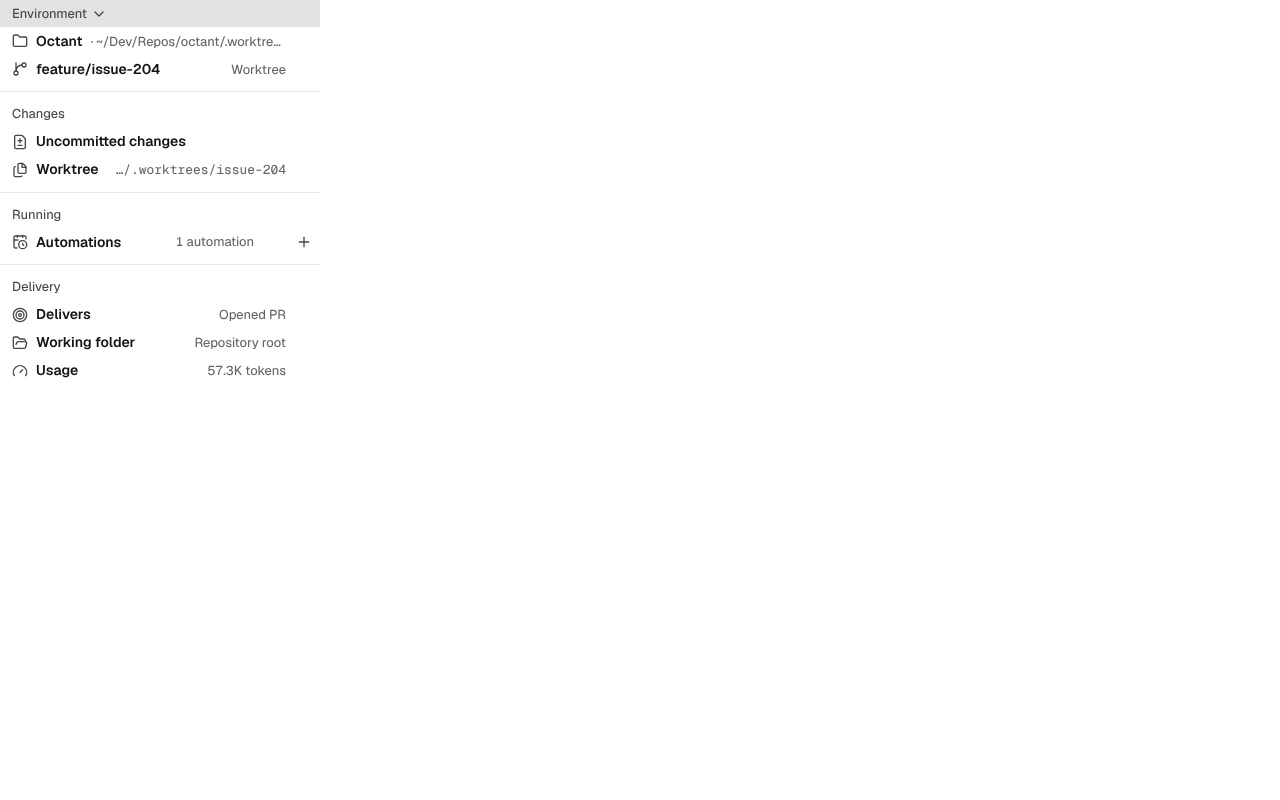 Environment
Octant · ~/Dev/Repos/octant/.worktre…
feature/issue-204 Worktree
Changes
Uncommitted changes
Worktree …/.worktrees/issue-204
Running
Automations 1 automation
Delivery
Delivers Opened PR
Working folder Repository root
Usage 57.3K tokens